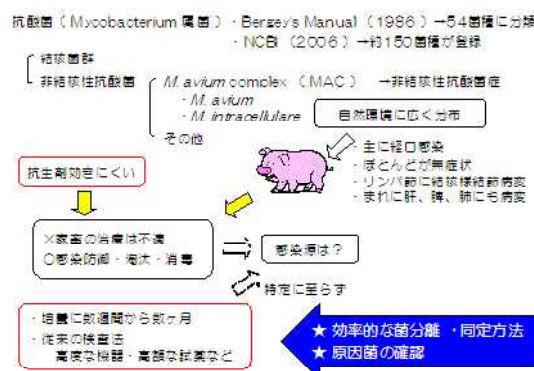 抗酸菌（Mycobacterium 属菌）・Bergey's Manual（1986）→54菌種に分類
・NCBI（2006）→約150菌種が登録
結核菌群
非結核性抗酸菌
M. avium complex（MAC）　→非結核性抗酸菌症
・M. avium
・M. intracellulare
その他
自然環境に広く分布
・主に経口感染
・ほとんどが無症状
・リンパ節に結核様結節病変
・まれに肝、脾、肺にも病変
抗生剤効きにくい
×家畜の治療は不適
○感染防御・淘汰・消毒
感染源は？
特定に至らず
・培養に数週間から数ヶ月
・従来の検査法
高度な機器・高額な試薬など
★ 効率的な菌分離・同定方法
★ 原因菌の確認